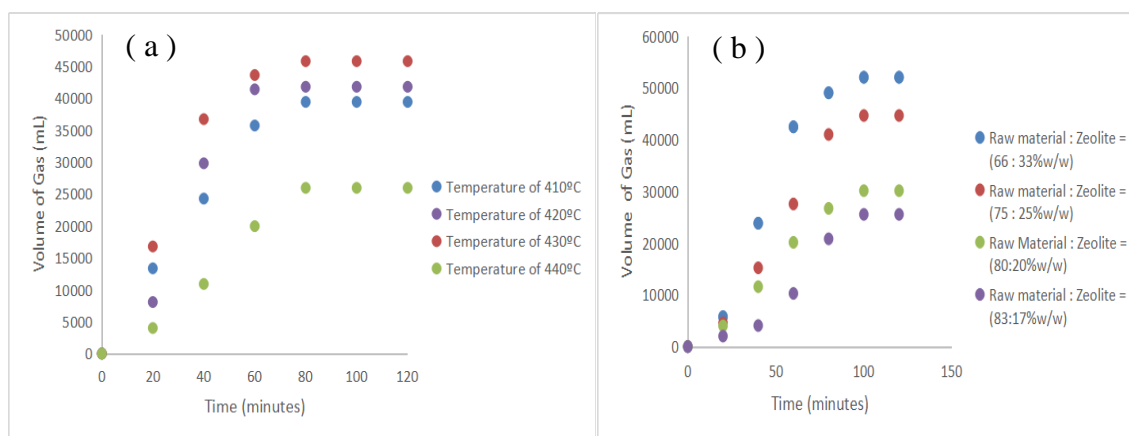 ( a )
50000
45000
40000
35000
30000
25000
20000
15000
10000
5000
0
Volume of Gas (mL)
0 20 40 60 80 100 120
Time (minutes)
Temperature of 410ºC
Temperature of 420ºC
Temperature of 430ºC
Temperature of 440ºC
( b )
60000
50000
40000
30000
20000
10000
0
Volume of Gas (mL)
0 50 100 150
Time (minutes)
Raw material : Zeolite =
(66 : 33%w/w)
Raw material : Zeolite =
(75 : 25%w/w)
Raw Material : Zeolite =
(80:20%w/w)
Raw material : Zeolite =
(83:17%w/w)